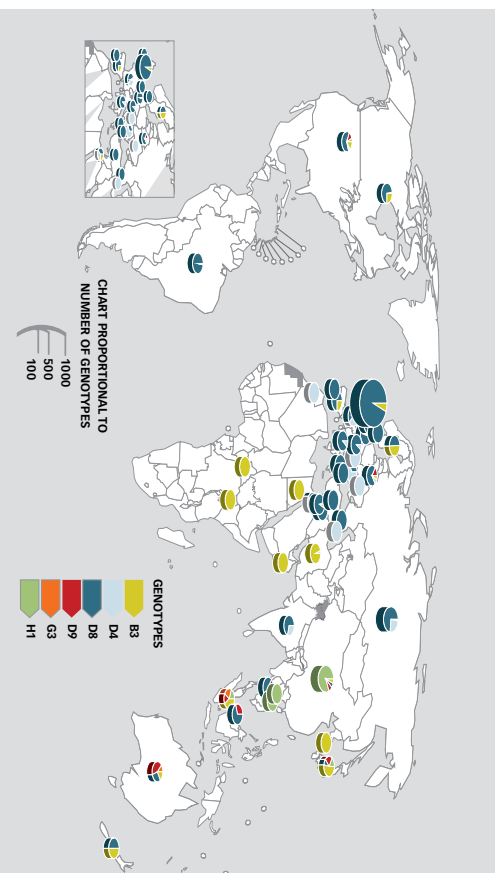 CHART PROPORTIONAL TO
NUMBER OF GENOTYPES
1000
500
100
GENOTYPES
B3
D4
D8
D9
G3
H1